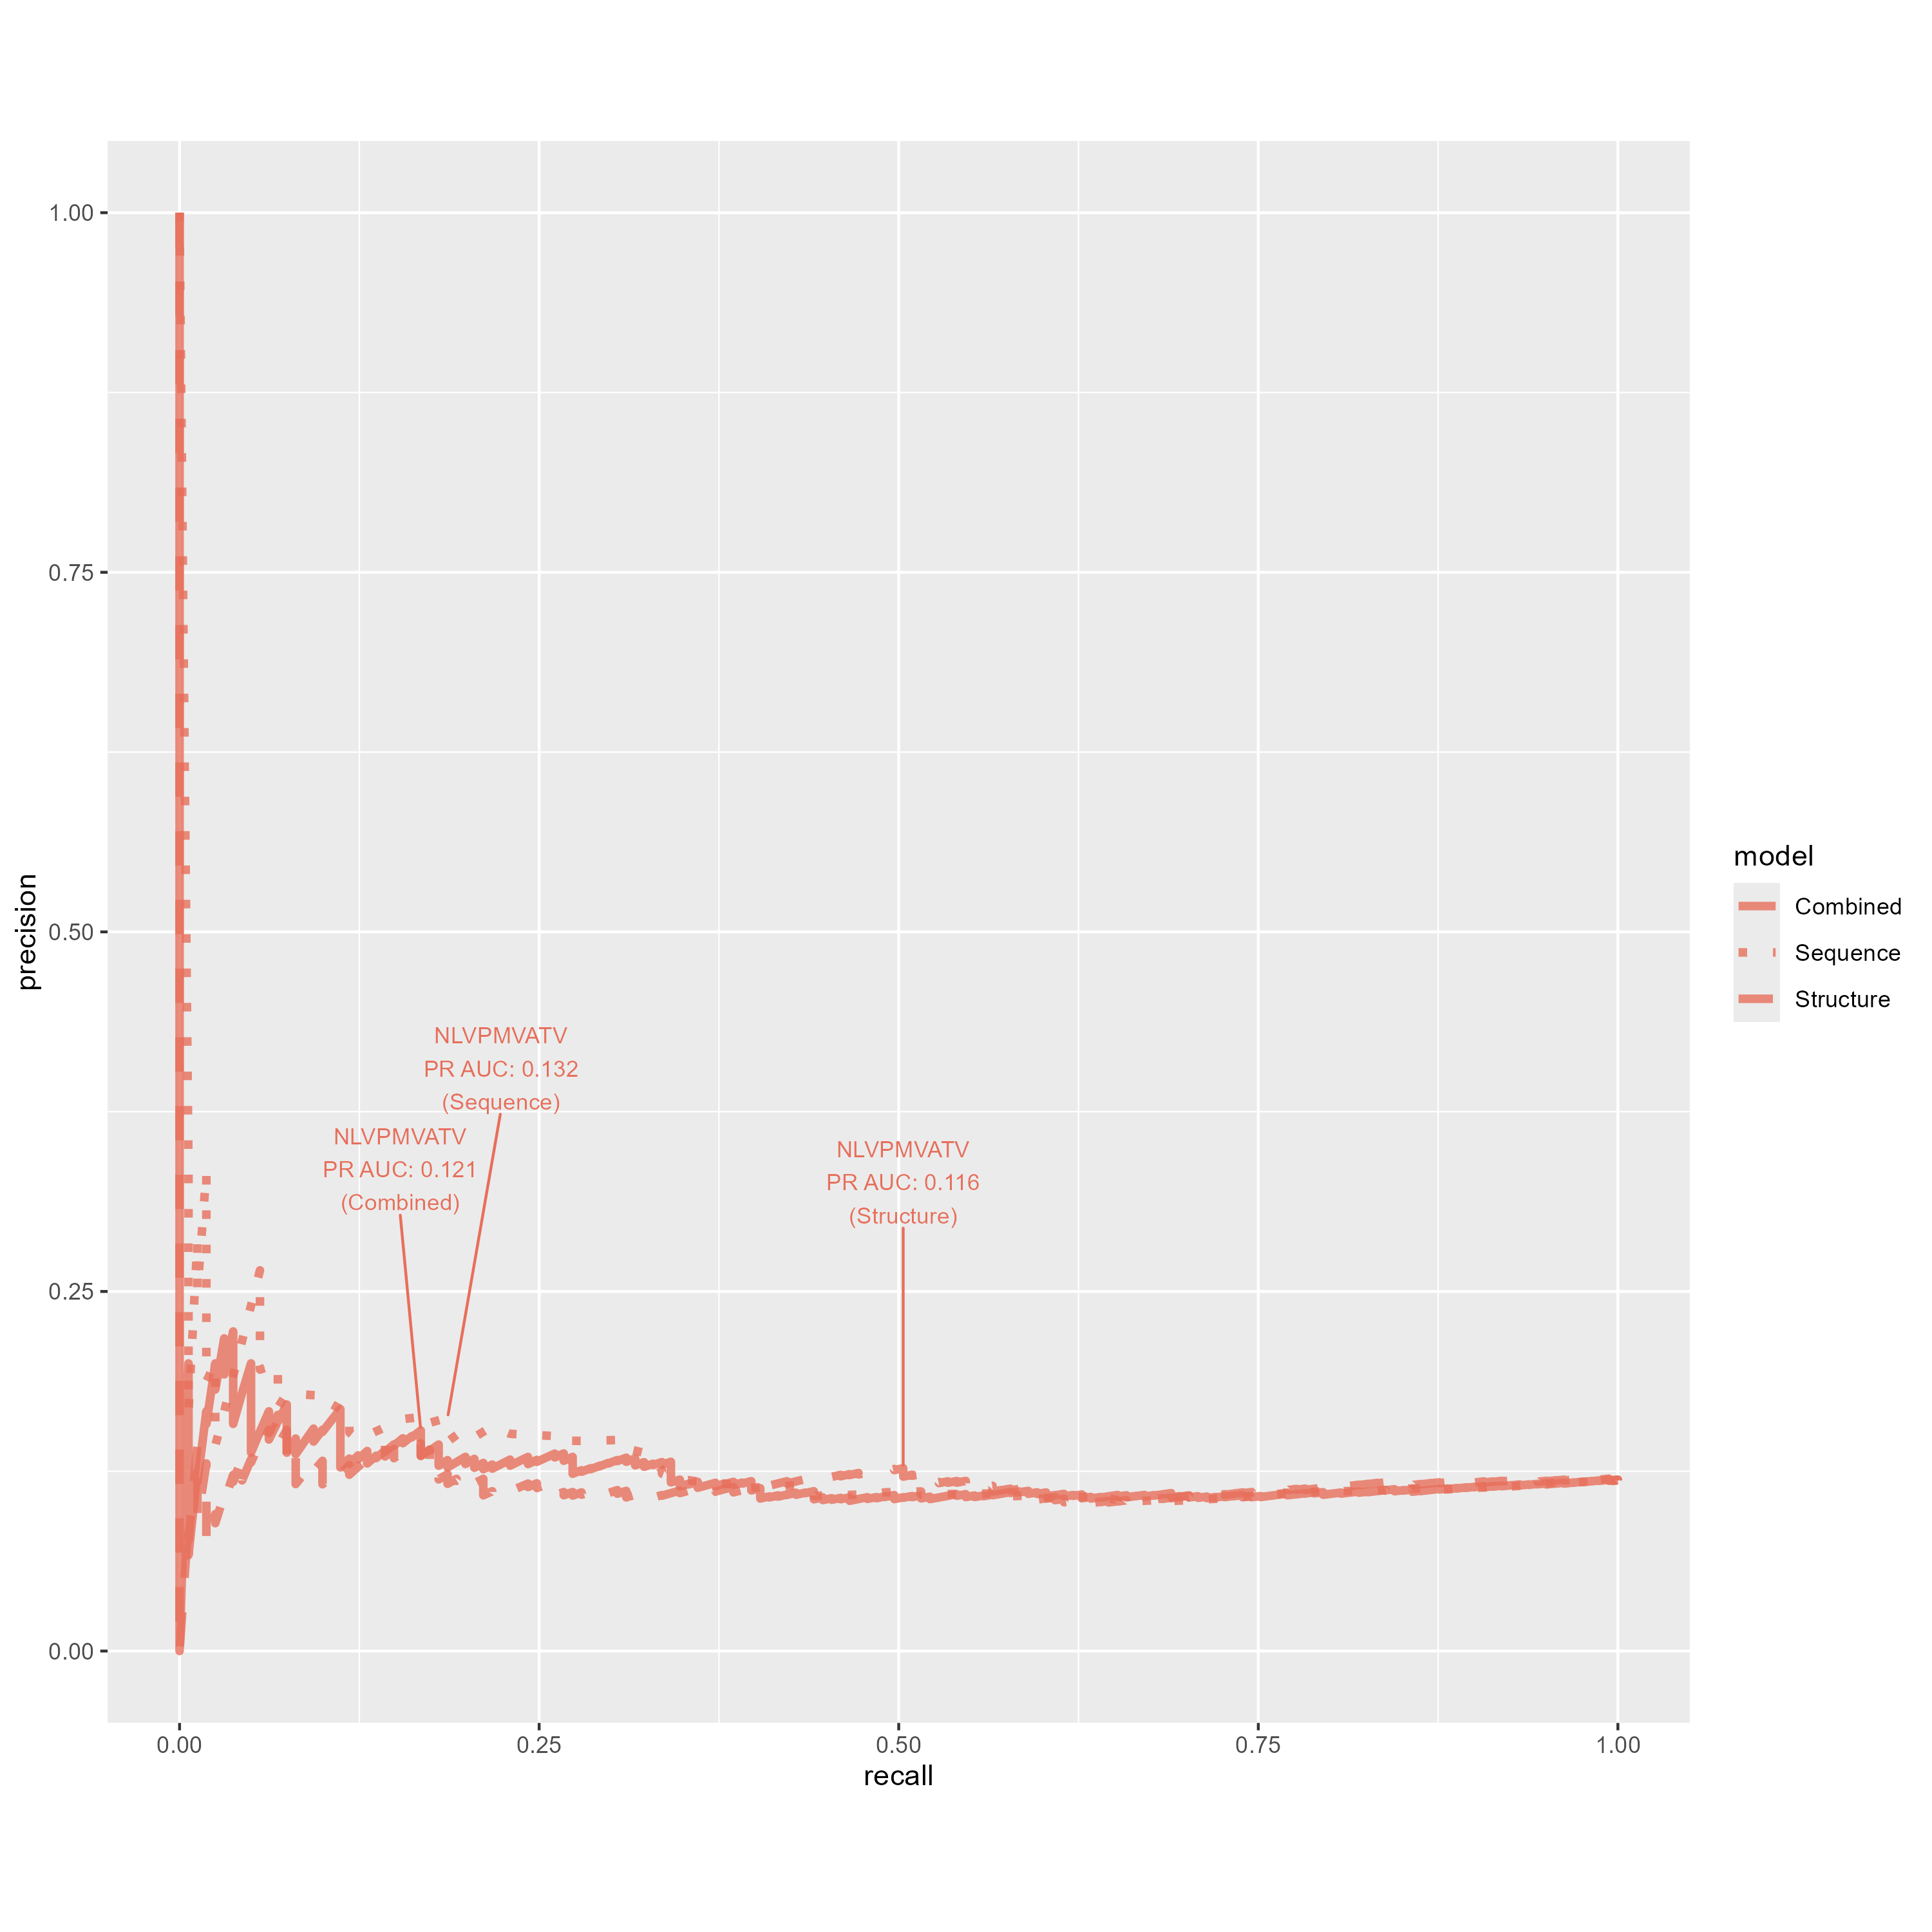 1.00
0.75
0.50
0.25
0.00
precision
NLVPMVATV
PR AUC: 0.132
(Sequence)
NLVPMVATV
PR AUC: 0.121
(Combined)
NLVPMVATV
PR AUC: 0.116
(Structure)
0.00
0.25
0.50
0.75
1.00
recall
model
Combined
Sequence
Structure